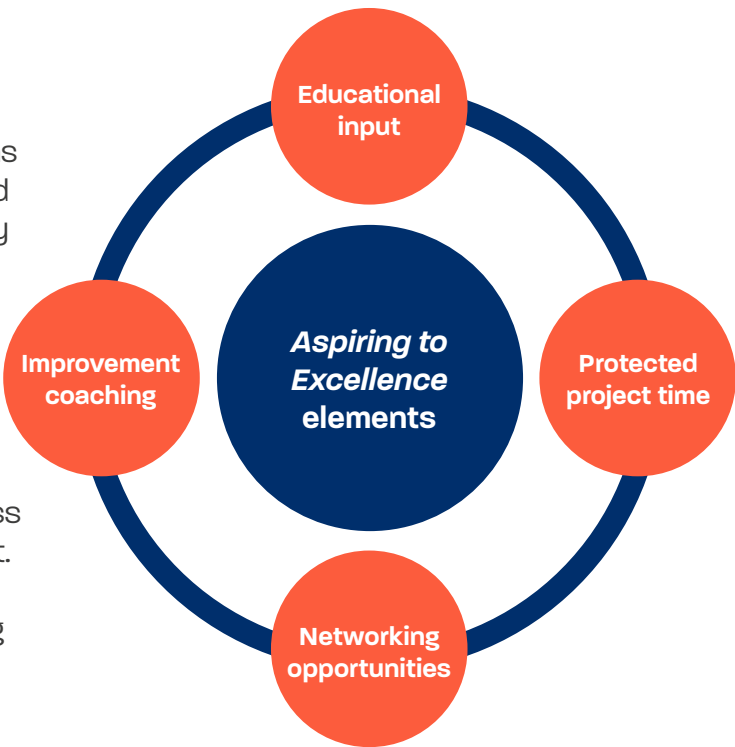 Educational
input
Improvement
coaching
Aspiring to
Excellence
elements
Protected
project time
Networking
opportunities